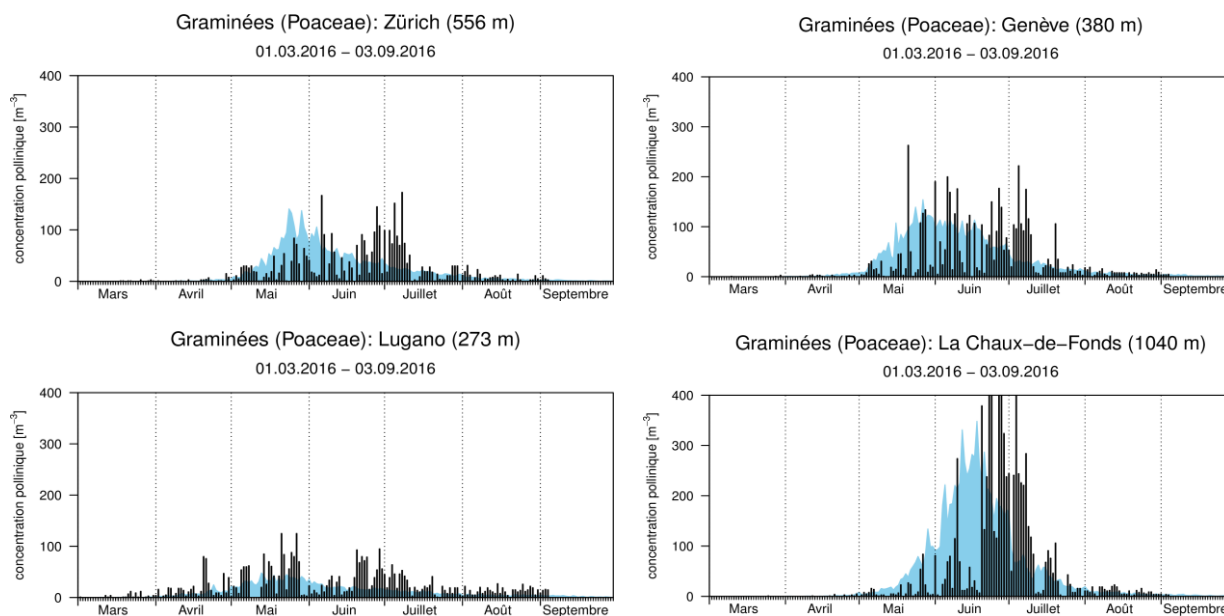 Graminées (Poaceae): Zürich (556 m)
01.03.2016 – 03.09.2016
concentration pollinique [m⁻³]
400
300
200
100
0
Mars Avril Mai Juin Juillet Août Septembre
Graminées (Poaceae): Genève (380 m)
01.03.2016 – 03.09.2016
concentration pollinique [m⁻³]
400
300
200
100
0
Mars Avril Mai Juin Juillet Août Septembre
Graminées (Poaceae): Lugano (273 m)
01.03.2016 – 03.09.2016
concentration pollinique [m⁻³]
400
300
200
100
0
Mars Avril Mai Juin Juillet Août Septembre
Graminées (Poaceae): La Chaux–de–Fonds (1040 m)
01.03.2016 – 03.09.2016
concentration pollinique [m⁻³]
400
300
200
100
0
Mars Avril Mai Juin Juillet Août Septembre